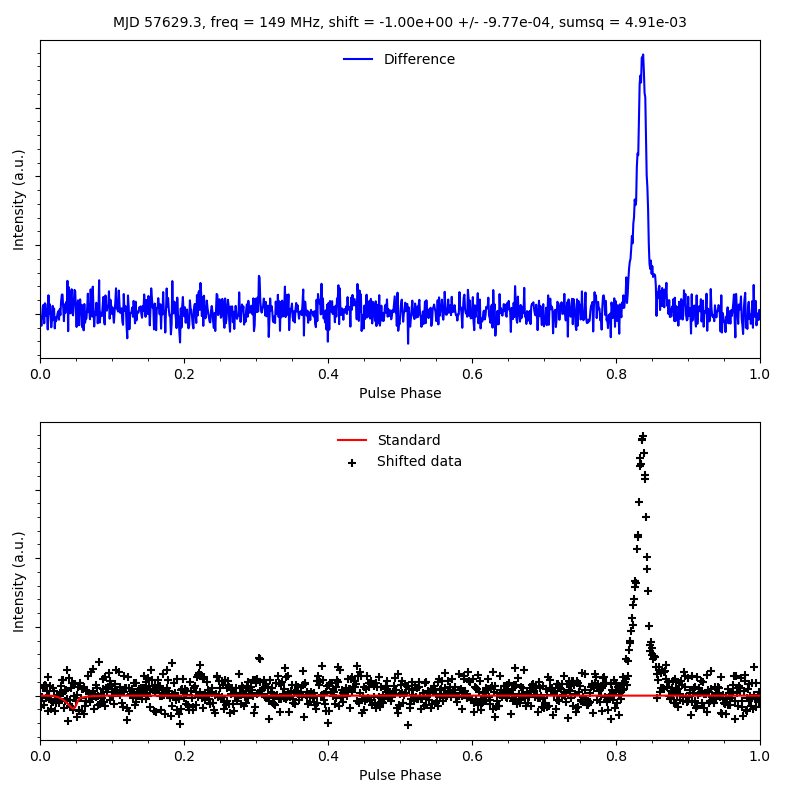 MJD 57629.3, freq = 149 MHz, shift = -1.00e+00 +/- -9.77e-04, sumsq = 4.91e-03
Difference
Intensity (a.u.)
0.0 0.2 0.4 0.6 0.8 1.0
Pulse Phase
Standard
Shifted data
Intensity (a.u.)
0.0 0.2 0.4 0.6 0.8 1.0
Pulse Phase